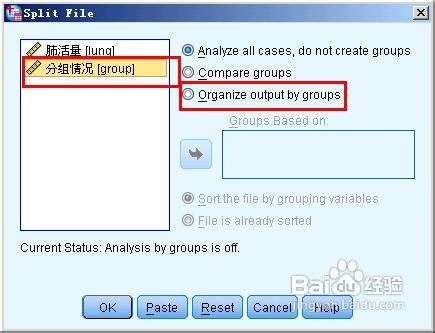 Split File
肺活量 [lung]
分组情况 [group]
Analyze all cases, do not create groups
Compare groups
Organize output by groups
Groups Based on:
Sort the file by grouping variables
File is already sorted
Current Status: Analysis by groups is off.
OK Paste Reset Cancel Help
Baidu 经验
jingyan.baidu.com